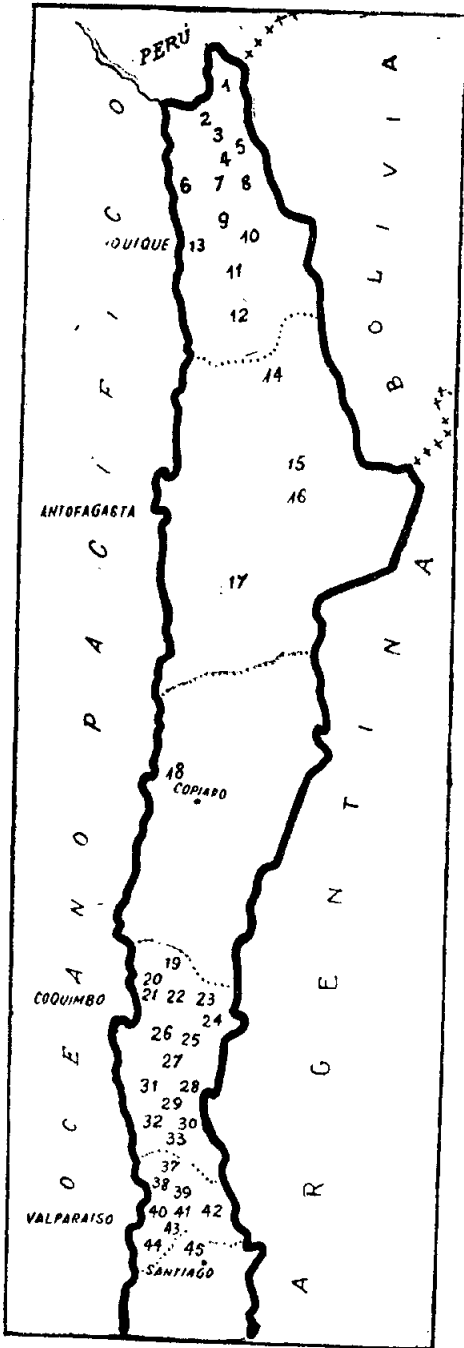 PERÚ
1
2
3
5
4
6 7 8
9
10
IQUIQUE 13
11
12
14
15
16
ANTOFAGASTA
17
18
COPIAPO
19
20
COQUIMBO 21 22 23
24
26 25
27
31 28
29
32 30
33
37
38
39
VALPARAISO 40 41 42
43
44 45
SANTIAGO
OCEANO PACIFICO
BOLIVIA
ARGENTINA